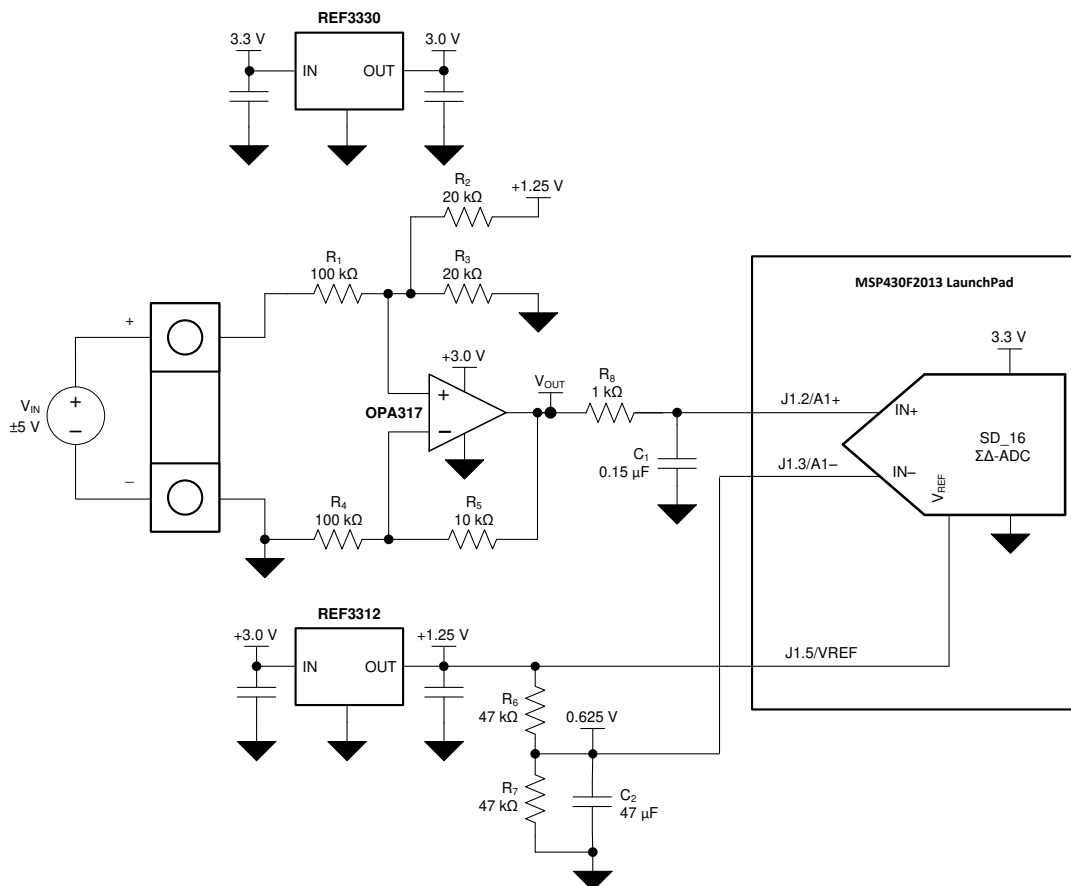 REF3330
3.3 V
3.0 V
IN
OUT
R2
20 kΩ
+1.25 V
R1
100 kΩ
R3
20 kΩ
MSP430F2013 LaunchPad
+
+3.0 V
3.3 V
VIN
±5 V
+
−
+
−
OPA317
VOUT
R8
1 kΩ
J1.2/A1+
IN+
SD_16
ΣΔ-ADC
C1
0.15 µF
J1.3/A1−
IN−
VREF
−
R4
100 kΩ
R5
10 kΩ
REF3312
+3.0 V
+1.25 V
IN
OUT
J1.5/VREF
R6
47 kΩ
0.625 V
R7
47 kΩ
C2
47 µF